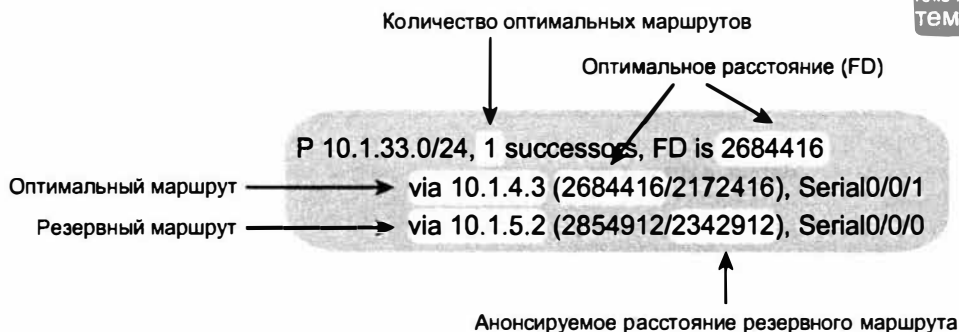 Количество оптимальных маршрутов
тем
Оптимальное расстояние (FD)
P 10.1.33.0/24, 1 successors, FD is 2684416
Оптимальный маршрут
via 10.1.4.3 (2684416/2172416), Serial0/0/1
Резервный маршрут
via 10.1.5.2 (2854912/2342912), Serial0/0/0
Анонсируемое расстояние резервного маршрута